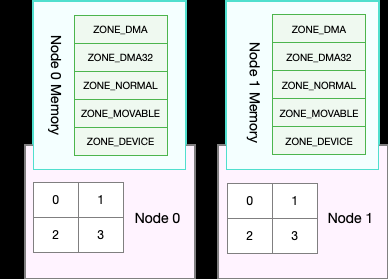 Node 0 Memory
ZONE_DMA
ZONE_DMA32
ZONE_NORMAL
ZONE_MOVABLE
ZONE_DEVICE
0 1
2 3
Node 0
Node 1 Memory
ZONE_DMA
ZONE_DMA32
ZONE_NORMAL
ZONE_MOVABLE
ZONE_DEVICE
0 1
2 3
Node 1